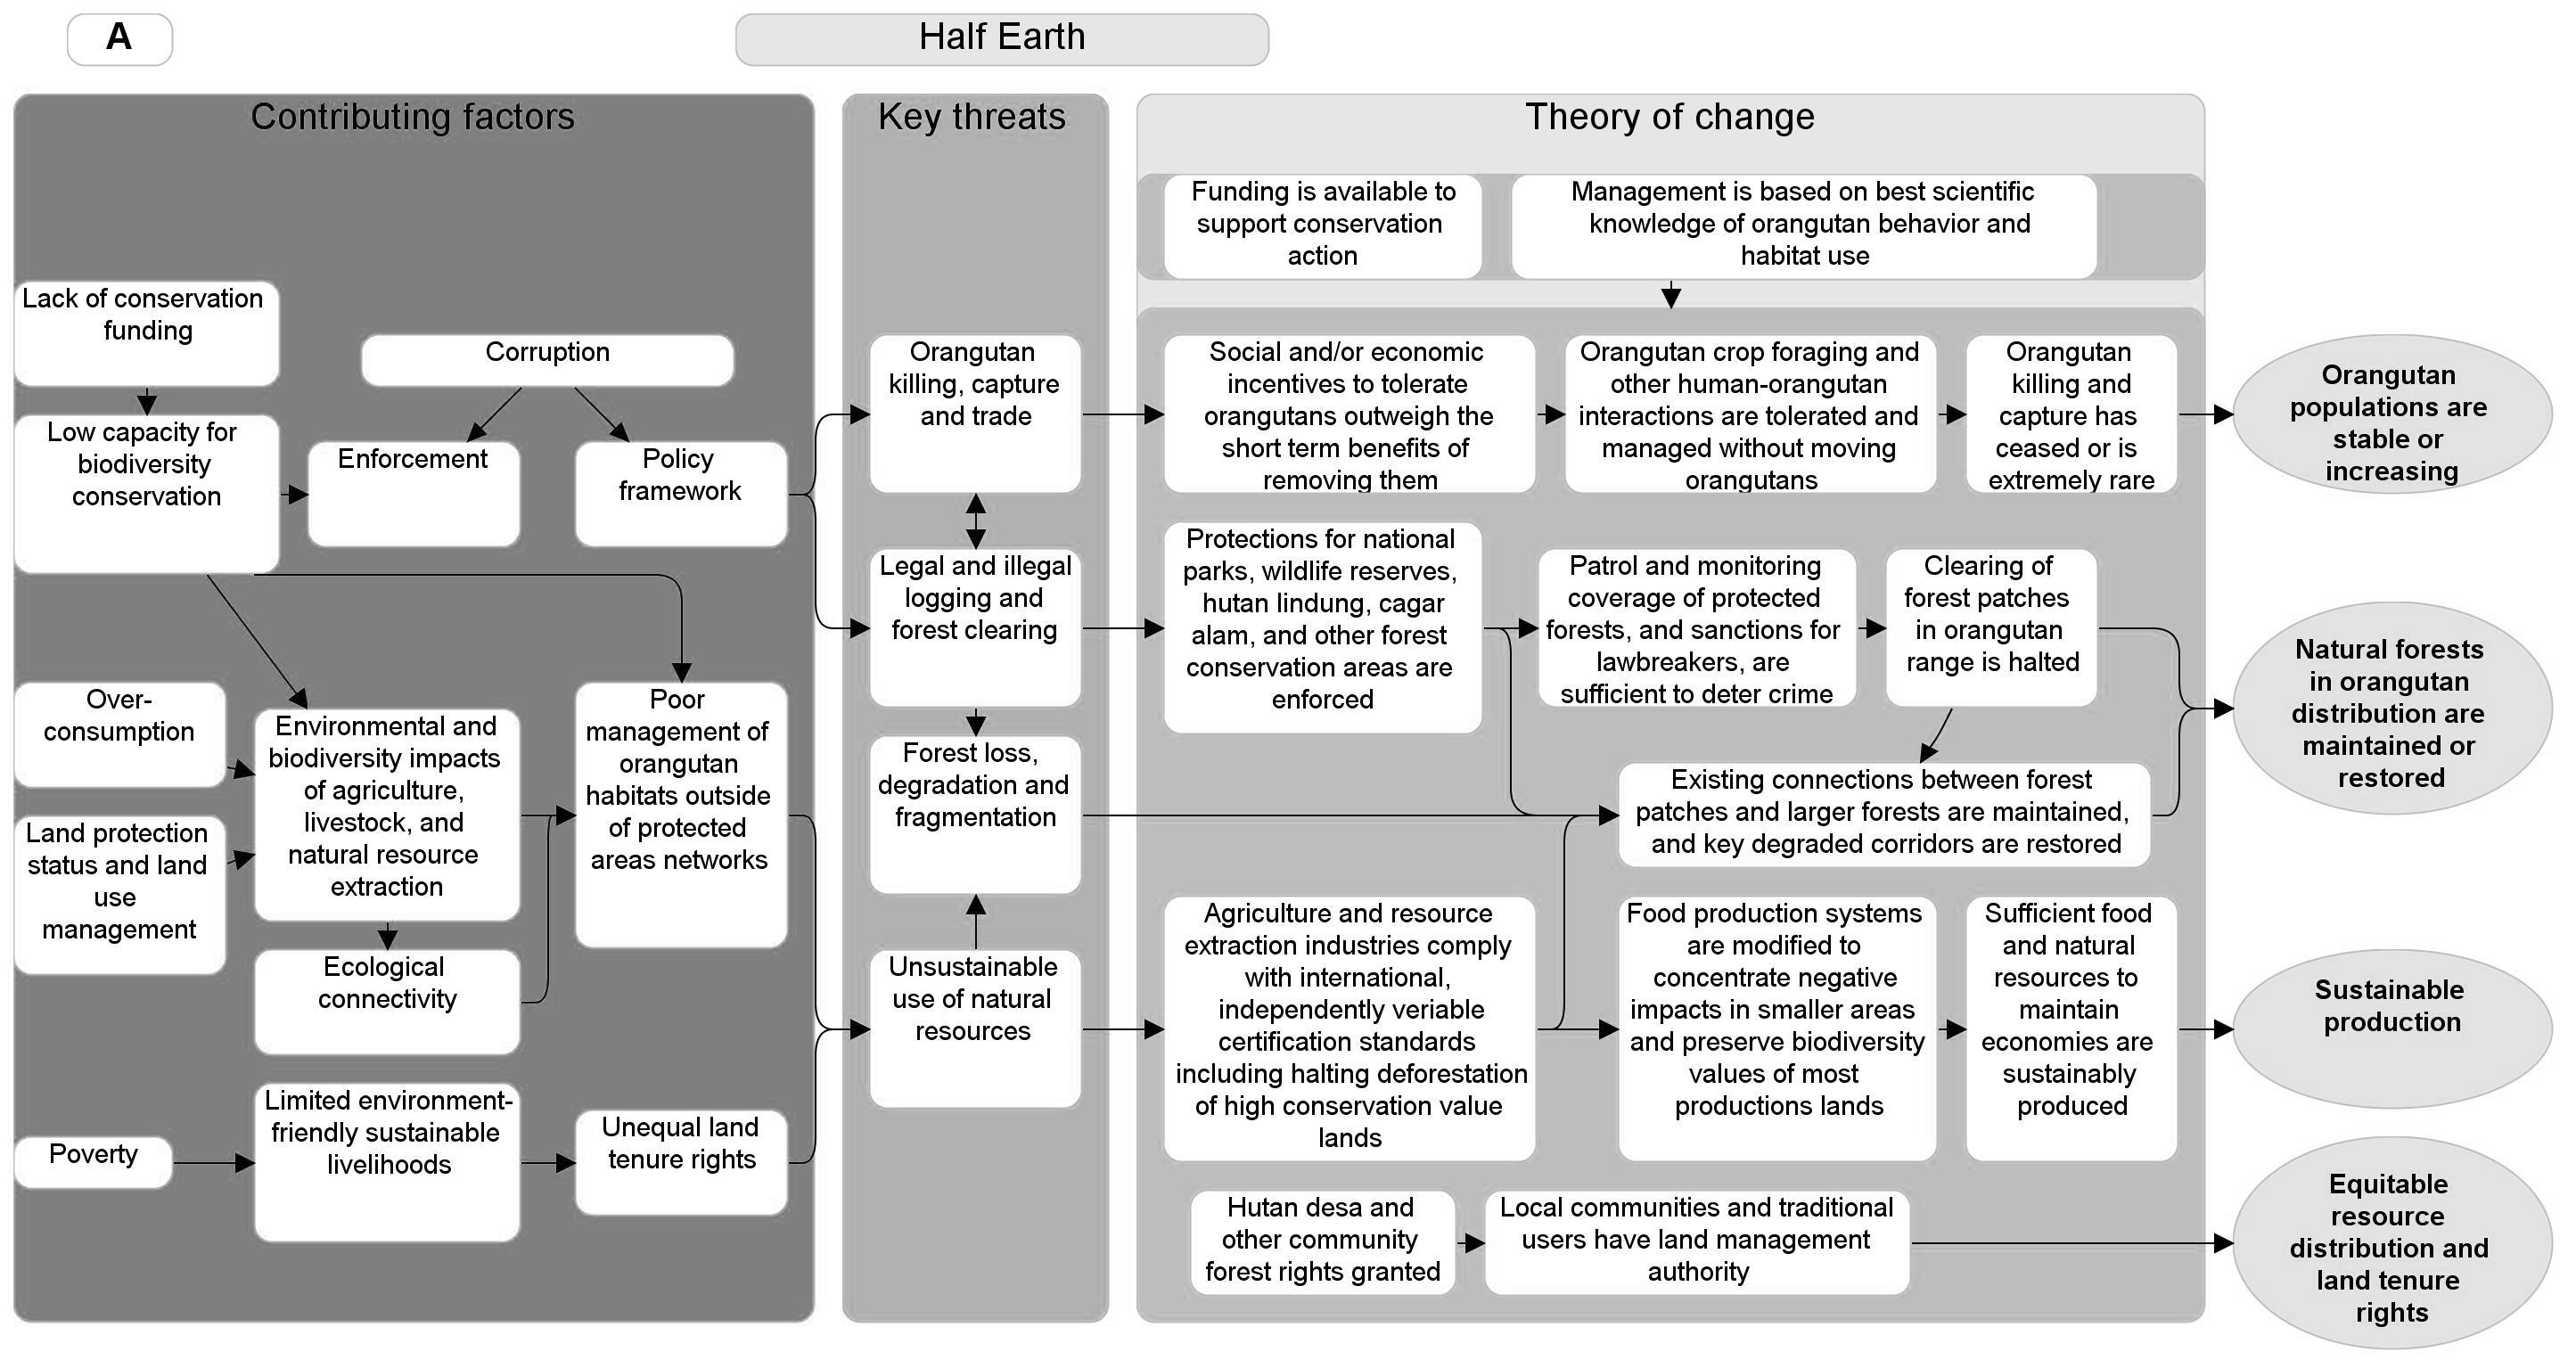 A
Half Earth
Contributing factors
Lack of conservation
funding
Corruption
Low capacity for
biodiversity
conservation
Enforcement
Policy
framework
Over-
consumption
Environmental and
biodiversity impacts
of agriculture,
livestock, and
natural resource
extraction
Poor
management of
orangutan
habitats outside
of protected
areas networks
Land protection
status and land
use
management
Ecological
connectivity
Poverty
Limited environment-
friendly sustainable
livelihoods
Unequal land
tenure rights
Key threats
Orangutan
killing, capture
and trade
Legal and illegal
logging and
forest clearing
Forest loss,
degradation and
fragmentation
Unsustainable
use of natural
resources
Theory of change
Funding is available to
support conservation
action
Management is based on best scientific
knowledge of orangutan behavior and
habitat use
Social and/or economic
incentives to tolerate
orangutans outweigh the
short term benefits of
removing them
Orangutan crop foraging and
other human-orangutan
interactions are tolerated and
managed without moving
orangutans
Orangutan
killing and
capture has
ceased or is
extremely rare
Protections for national
parks, wildlife reserves,
hutan lindung, cagar
alam, and other forest
conservation areas are
enforced
Patrol and monitoring
coverage of protected
forests, and sanctions for
lawbreakers, are
sufficient to deter crime
Clearing of
forest patches
in orangutan
range is halted
Existing connections between forest
patches and larger forests are maintained,
and key degraded corridors are restored
Agriculture and resource
extraction industries comply
with international,
independently veriable
certification standards
including halting deforestation
of high conservation value
lands
Food production systems
are modified to
concentrate negative
impacts in smaller areas
and preserve biodiversity
values of most
productions lands
Sufficient food
and natural
resources to
maintain
economies are
sustainably
produced
Hutan desa and
other community
forest rights granted
Local communities and traditional
users have land management
authority
Orangutan
populations are
stable or
increasing
Natural forests
in orangutan
distribution are
maintained or
restored
Sustainable
production
Equitable
resource
distribution and
land tenure
rights